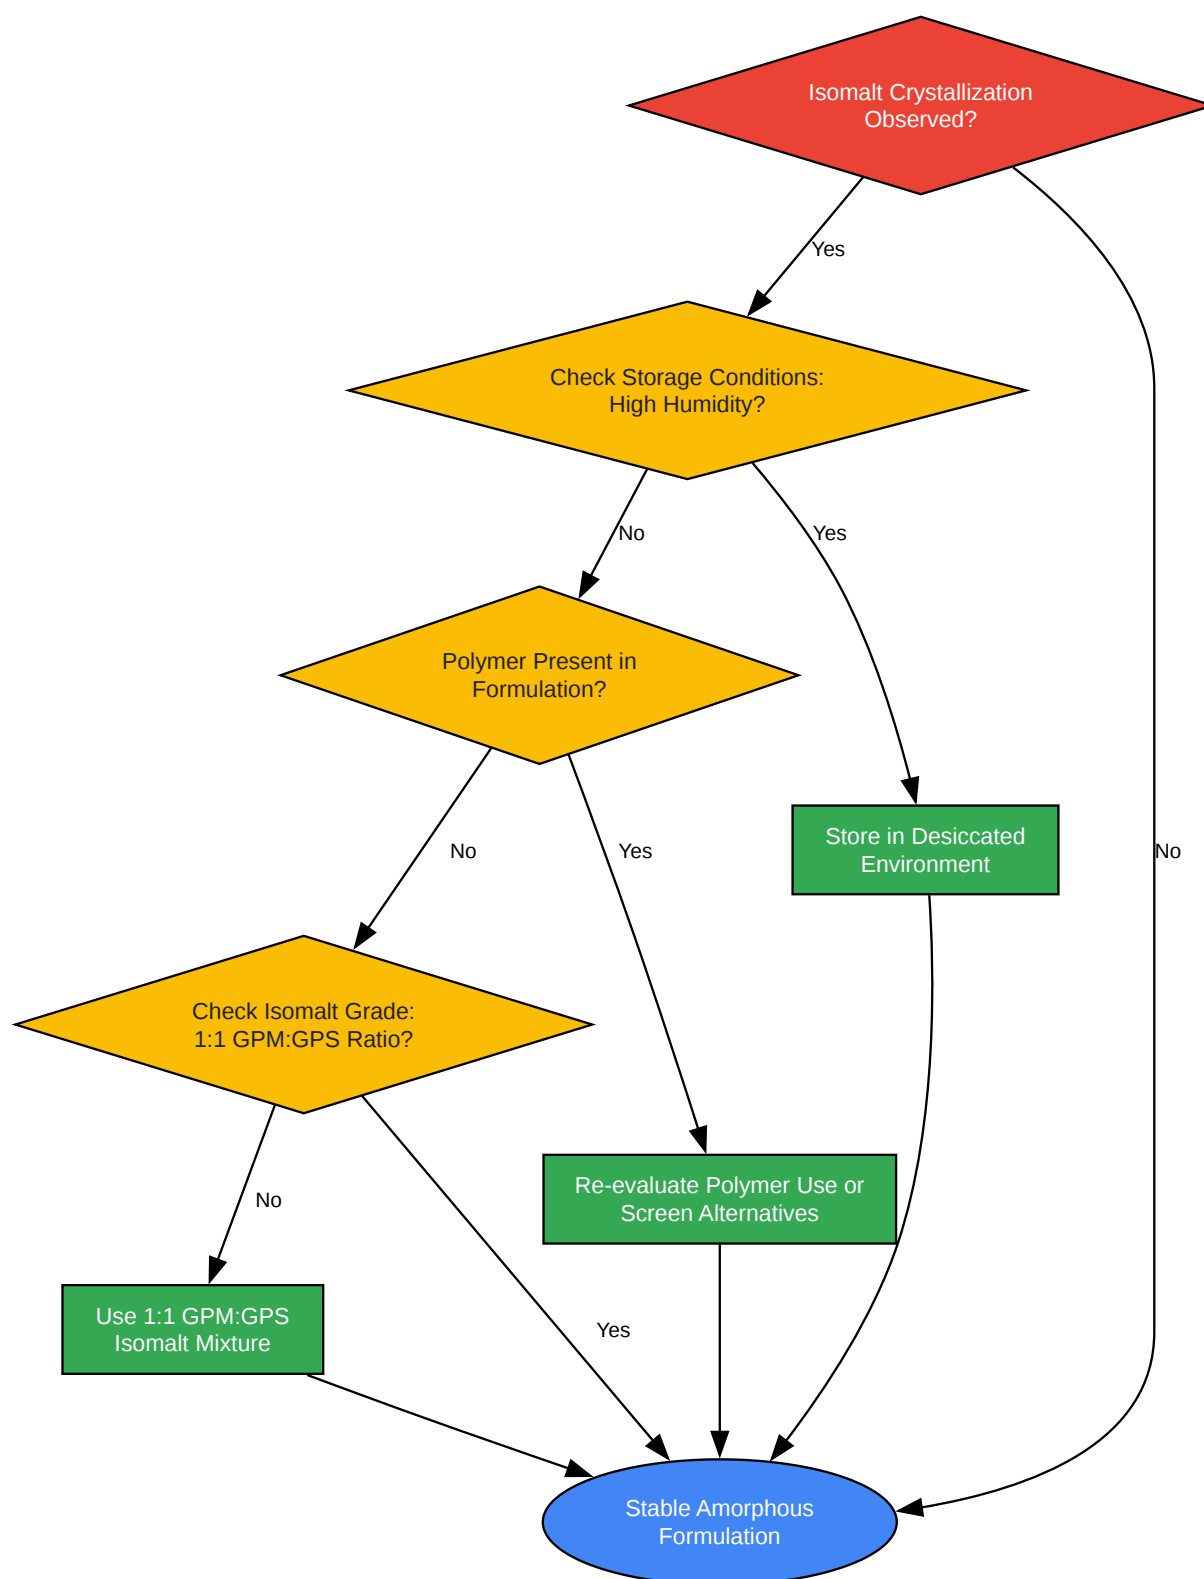 Isomalt Crystallization
Observed?
Yes
Check Storage Conditions:
High Humidity?
No
Yes
Polymer Present in
Formulation?
Store in Desiccated
Environment
No
Yes
No
Check Isomalt Grade:
1:1 GPM:GPS Ratio?
Re-evaluate Polymer Use or
Screen Alternatives
No
Use 1:1 GPM:GPS
Isomalt Mixture
Yes
Stable Amorphous
Formulation